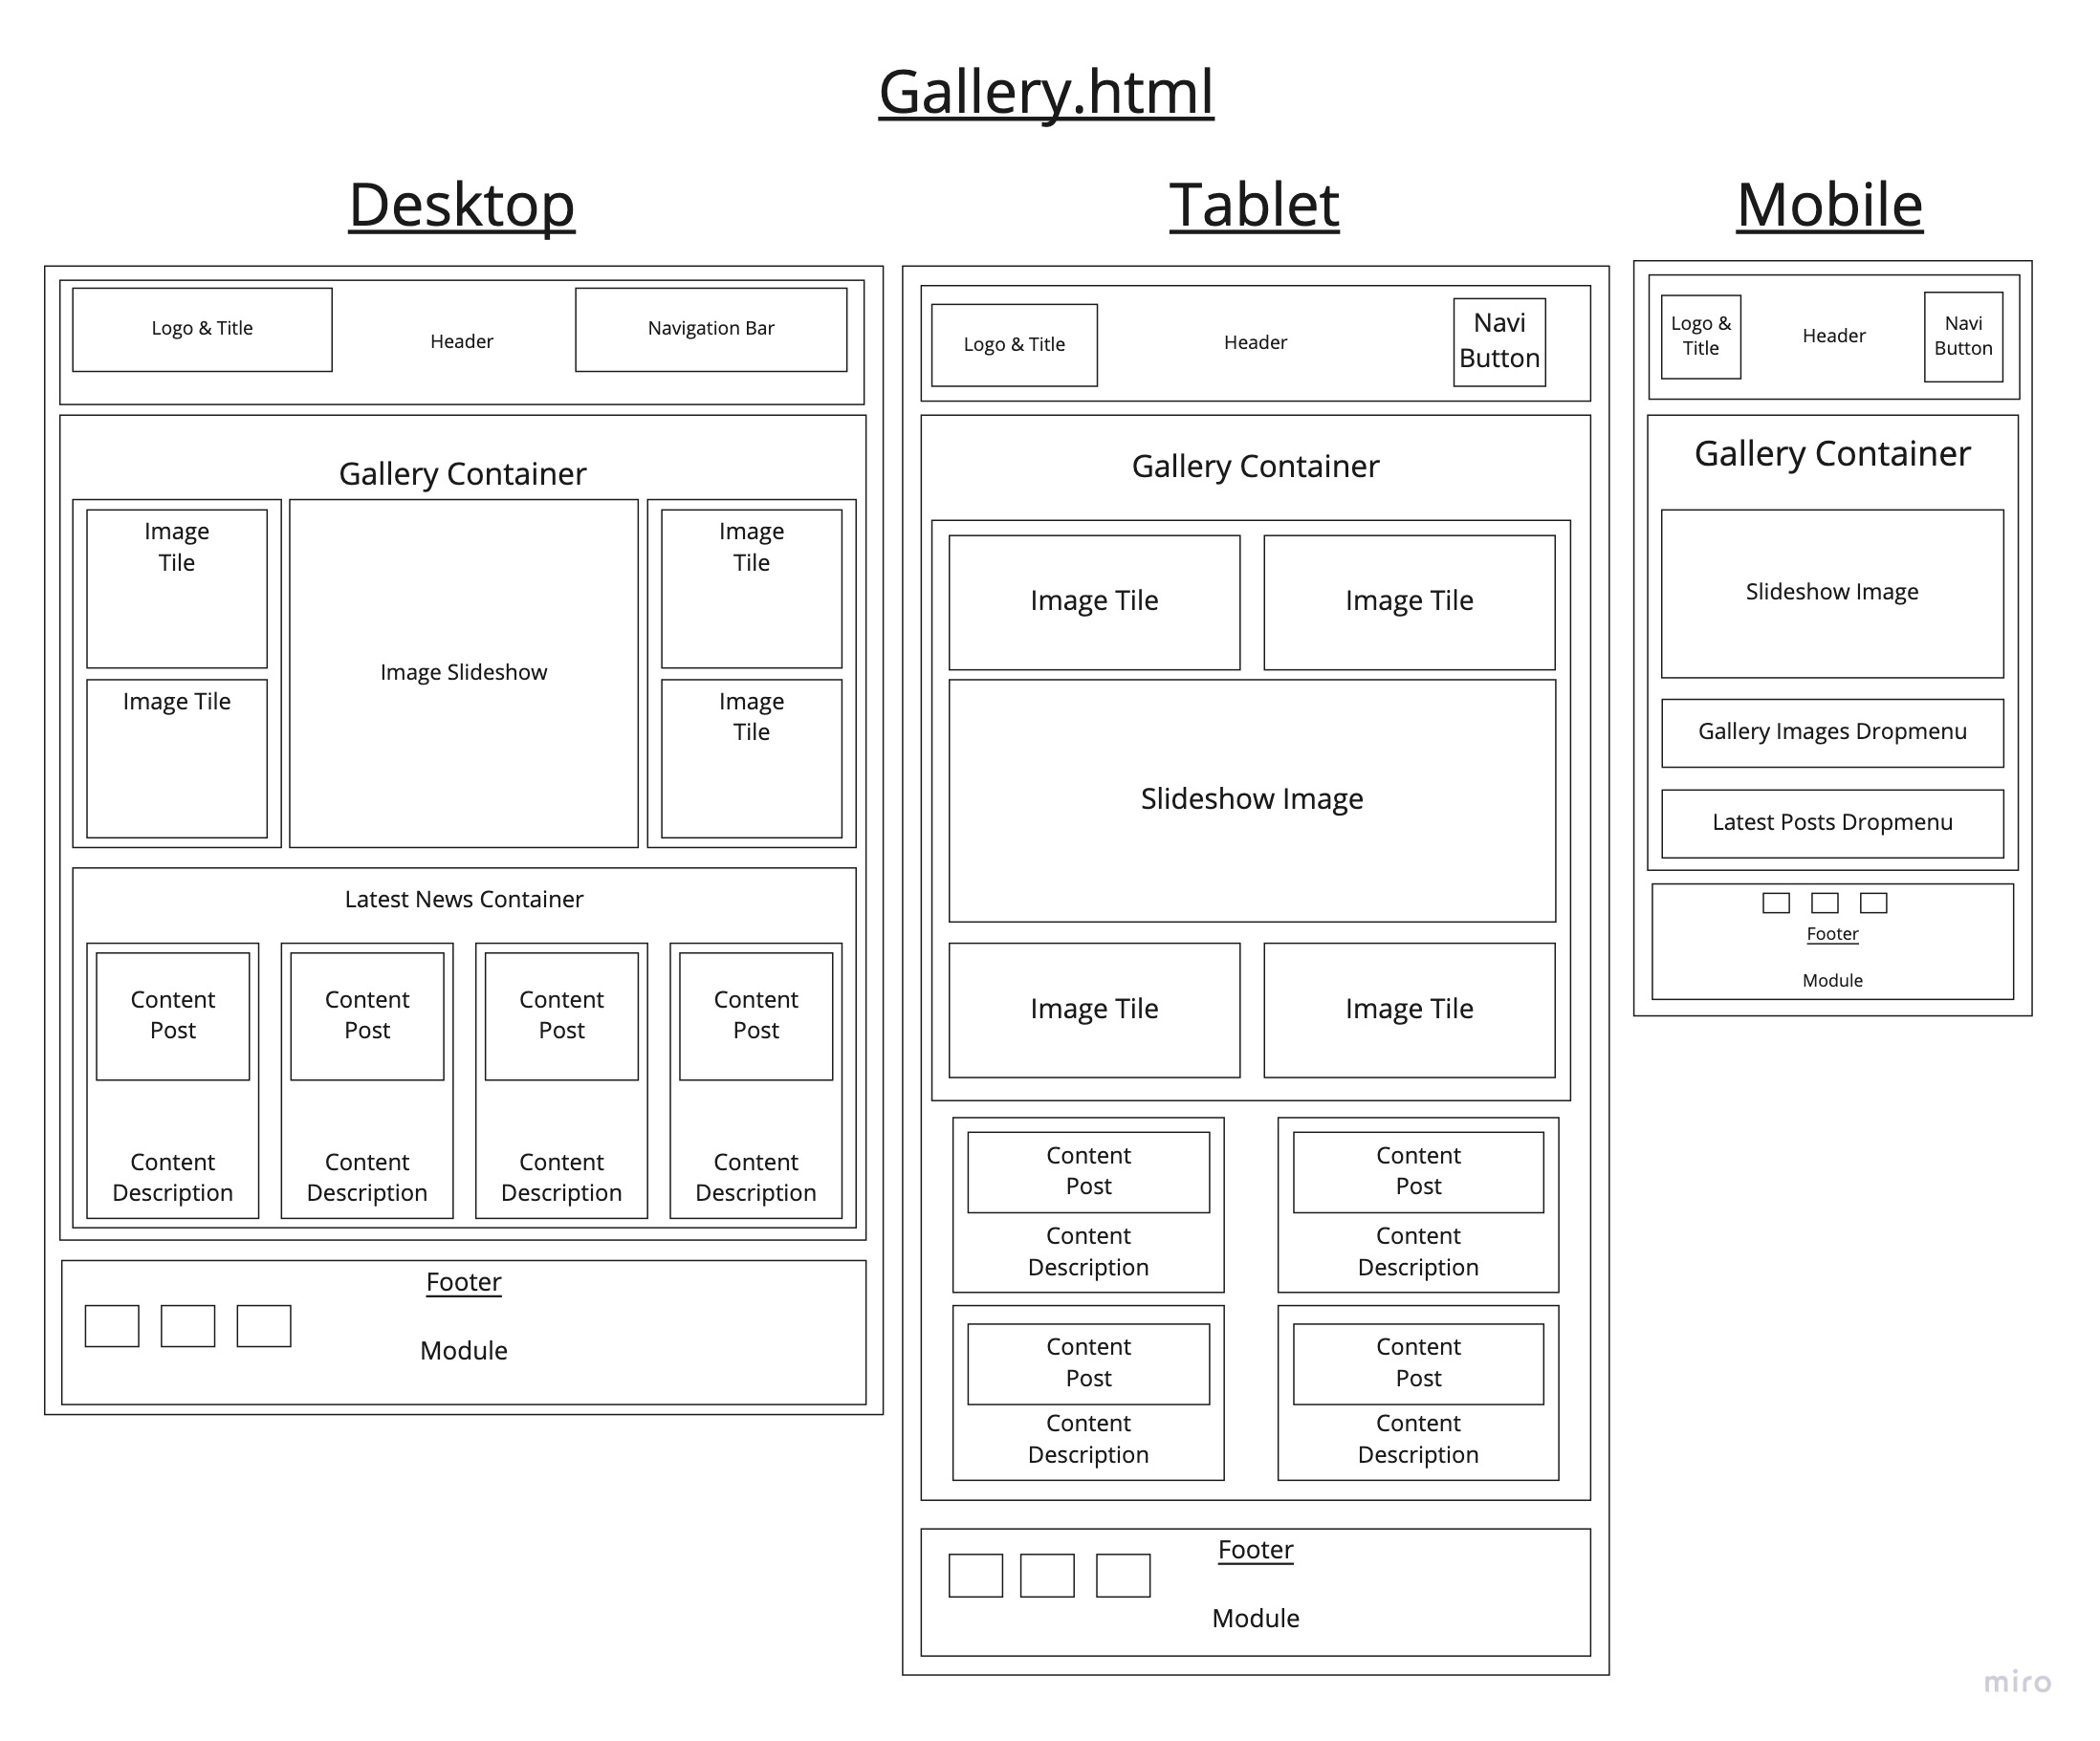 Gallery.html
Desktop
Logo & Title
Header
Navigation Bar
Gallery Container
Image
Tile
Image Tile
Image Slideshow
Image
Tile
Image
Tile
Latest News Container
Content
Post
Content
Description
Content
Post
Content
Description
Content
Post
Content
Description
Content
Post
Content
Description
Footer
Module
Tablet
Logo & Title
Header
Navi
Button
Gallery Container
Image Tile
Image Tile
Slideshow Image
Image Tile
Image Tile
Content
Post
Content
Description
Content
Post
Content
Description
Content
Post
Content
Description
Content
Post
Content
Description
Footer
Module
Mobile
Logo &
Title
Header
Navi
Button
Gallery Container
Slideshow Image
Gallery Images Dropmenu
Latest Posts Dropmenu
Footer
Module
miro